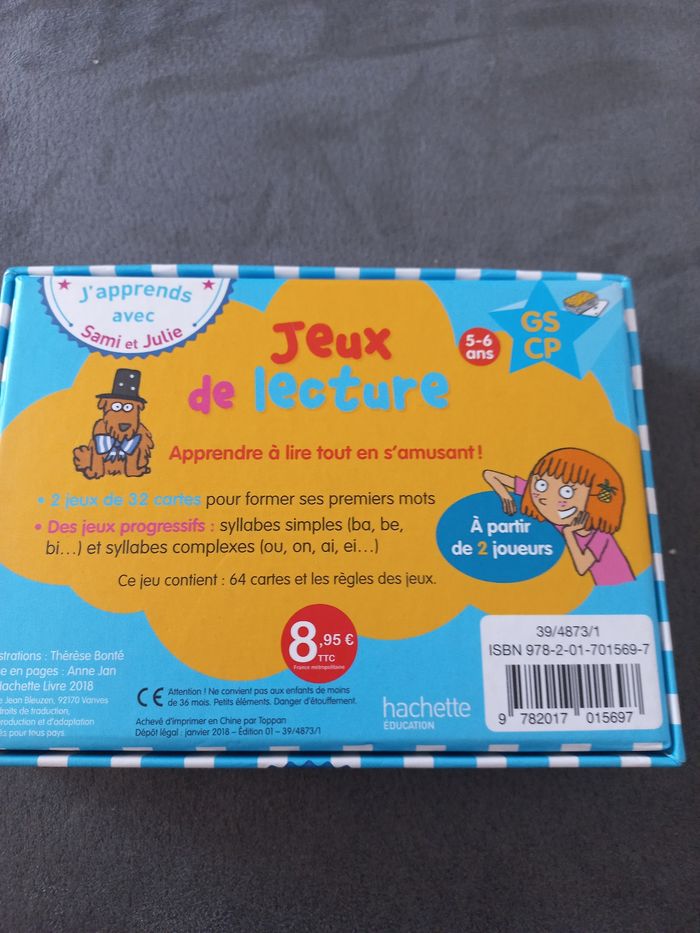 J'apprends
avec
Sami et Julie
Jeux
de lecture
5-6
ans
GS
CP
Apprendre à lire tout en s'amusant !
• 2 jeux de 32 cartes pour former ses premiers mots
• Des jeux progressifs : syllabes simples (ba, be,
bi...) et syllabes complexes (ou, on, ai, ei...)
À partir
de 2 joueurs
Ce jeu contient : 64 cartes et les règles des jeux.
8,95 €
TTC
France métropolitaine
39/4873/1
ISBN 978-2-01-701569-7
9 782017 015697
strations : Thérèse Bonté
e en pages : Anne Jan
Hachette Livre 2018
e Jean Bleuzen, 92170 Vanves
droits de traduction,
production et d'adaptation
és pour tous pays.
CE Attention ! Ne convient pas aux enfants de moins
de 36 mois. Petits éléments. Danger d'étouffement.
Achevé d'imprimer en Chine par Toppan
Dépôt légal : janvier 2018 – Édition 01 – 39/4873/1
hachette
ÉDUCATION